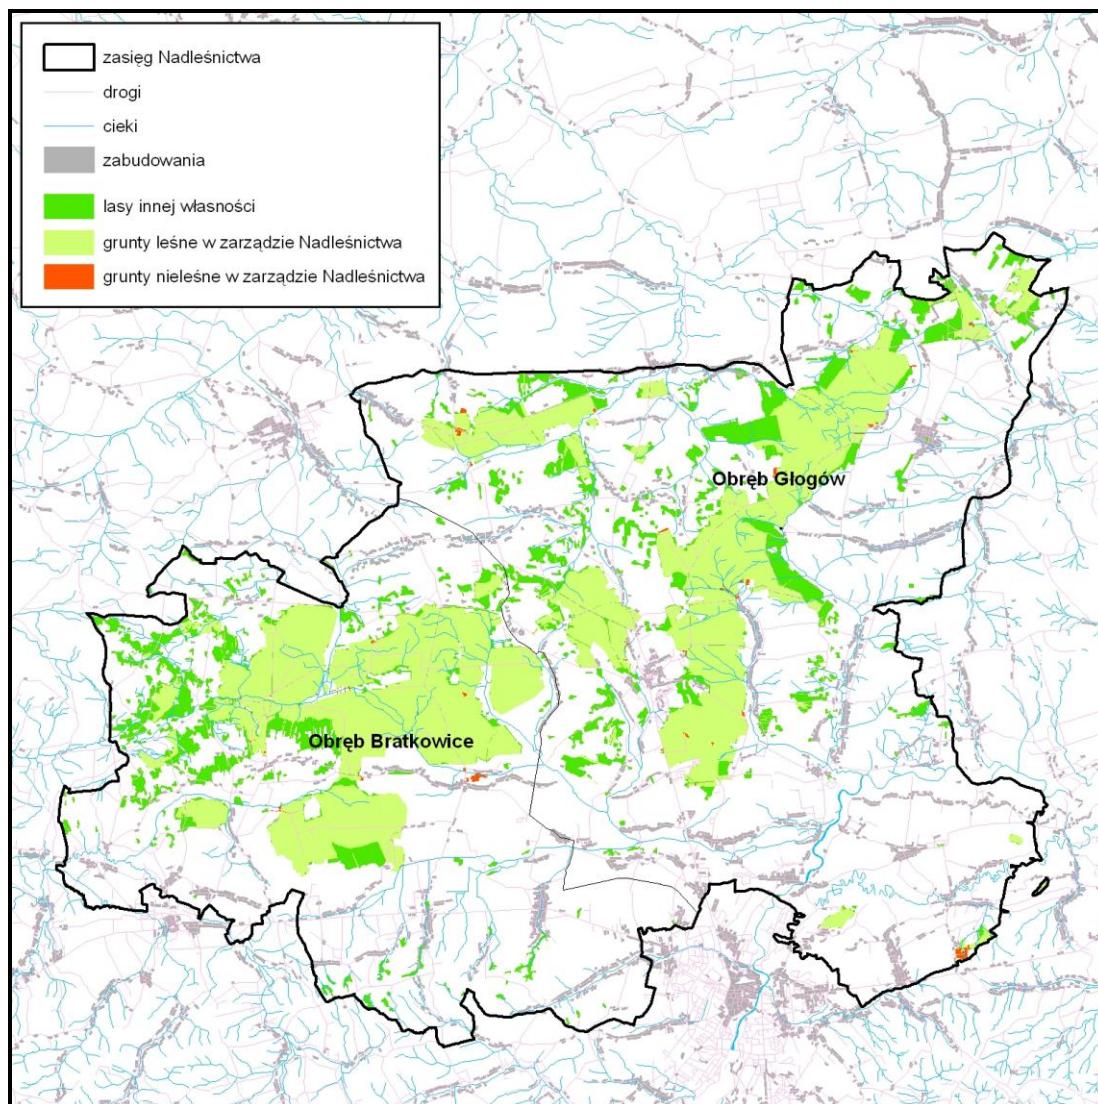 zasięg Nadleśnictwa
drogi
cieki
zabudowania
lasy innej własności
grunty leśne w zarządzie Nadleśnictwa
grunty nieleśne w zarządzie Nadleśnictwa
Obręb Głogów
Obręb Bratkowice